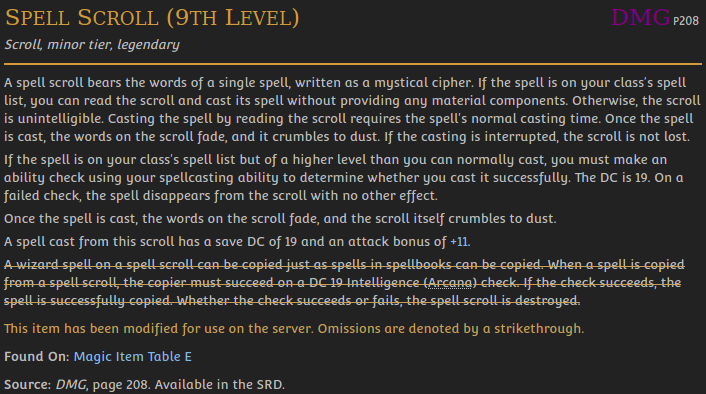 Spell Scroll (9th Level) DMG P208
Scroll, minor tier, legendary
A spell scroll bears the words of a single spell, written as a mystical cipher. If the spell is on your class's spell
list, you can read the scroll and cast its spell without providing any material components. Otherwise, the scroll
is unintelligible. Casting the spell by reading the scroll requires the spell's normal casting time. Once the spell
is cast, the words on the scroll fade, and it crumbles to dust. If the casting is interrupted, the scroll is not lost.
If the spell is on your class's spell list but of a higher level than you can normally cast, you must make an
ability check using your spellcasting ability to determine whether you cast it successfully. The DC is 19. On a
failed check, the spell disappears from the scroll with no other effect.
Once the spell is cast, the words on the scroll fade, and the scroll itself crumbles to dust.
A spell cast from this scroll has a save DC of 19 and an attack bonus of +11.
A wizard spell on a spell scroll can be copied just as spells in spellbooks can be copied. When a spell is copied
from a spell scroll, the copier must succeed on a DC 19 Intelligence (Arcana) check. If the check succeeds, the
spell is successfully copied. Whether the check succeeds or fails, the spell scroll is destroyed.
This item has been modified for use on the server. Omissions are denoted by a strikethrough.
Found On: Magic Item Table E
Source: DMG, page 208. Available in the SRD.